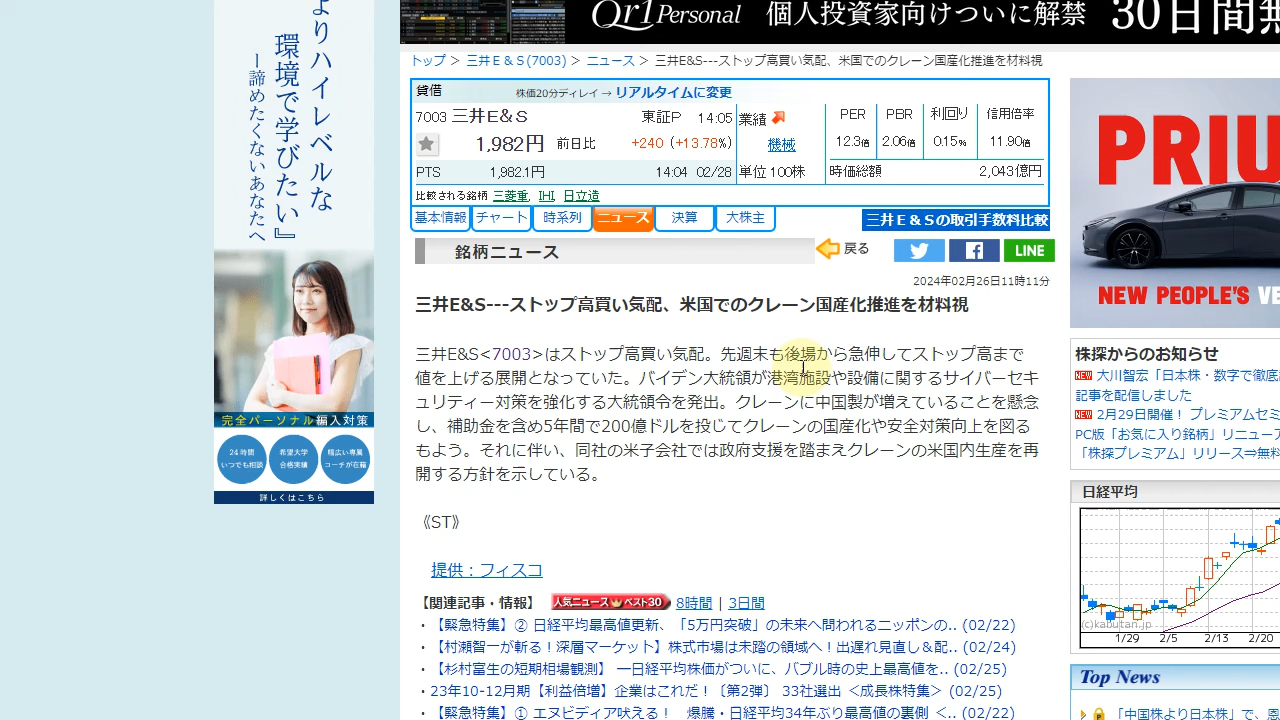 よりハイレベルな
環境で学びたい』
ー諦めたくないあなたへ
完全パーソナル編入対策
24時間
いつでも相談
希望大学
合格実績
幅広い専属
コーチが在籍
詳しくはこちら
個人投資家向けについに解禁
30日間
トップ ＞ 三井Ｅ＆Ｓ(7003) ＞ ニュース ＞ 三井E&S---ストップ高買い気配、米国でのクレーン国産化推進を材料視
貸借
株価20分ディレイ → リアルタイムに変更
7003 三井Ｅ＆Ｓ 東証P 14:05
1,982円 前日比 +240 (+13.78%)
PTS 1,982.1円 14:04 02/28
業績
機械
単位 100株
PER PBR 利回り 信用倍率
12.3倍 2.06倍 0.15％ 11.90倍
時価総額 2,043億円
比較される銘柄 三菱重, IHI, 日立造
基本情報 チャート 時系列 ニュース 決算 大株主
三井Ｅ＆Ｓの取引手数料比較
銘柄ニュース
戻る
LINE
2024年02月26日11時11分
三井E&S---ストップ高買い気配、米国でのクレーン国産化推進を材料視
三井E&S<7003>はストップ高買い気配。先週末も後場から急伸してストップ高まで
値を上げる展開となっていた。バイデン大統領が港湾施設や設備に関するサイバーセキ
ュリティー対策を強化する大統領令を発出。クレーンに中国製が増えていることを懸念
し、補助金を含め5年間で200億ドルを投じてクレーンの国産化や安全対策向上を図る
もよう。それに伴い、同社の米子会社では政府支援を踏まえクレーンの米国内生産を再
開する方針を示している。
《ST》
提供：フィスコ
【関連記事・情報】 人気ニュース ベスト30 8時間 | 3日間
・【緊急特集】② 日経平均最高値更新、「5万円突破」の未来へ問われるニッポンの.. (02/22)
・【村瀬智一が斬る！深層マーケット】株式市場は未踏の領域へ！出遅れ見直し＆配.. (02/24)
・【杉村富生の短期相場観測】 ―日経平均株価がついに、バブル時の史上最高値を.. (02/25)
・23年10-12月期【利益倍増】企業はこれだ！〔第2弾〕 33社選出 ＜成長株特集＞ (02/25)
・【緊急特集】① エヌビディア吠える！　爆騰・日経平均34年ぶり最高値の裏側 ＜.. (02/22)
PRIU
NEW PEOPLE'S VE
株探からのお知らせ
NEW 大川智宏「日本株・数字で徹底
記事を配信しました
NEW 2月29日開催！ プレミアムセミ
PC版「お気に入り銘柄」リニューア
「株探プレミアム」リリース⇒無料
日経平均
(c)kabutan.jp
1/29 2/5 2/13 2/20
Top News
「中国株より日本株」で、恩